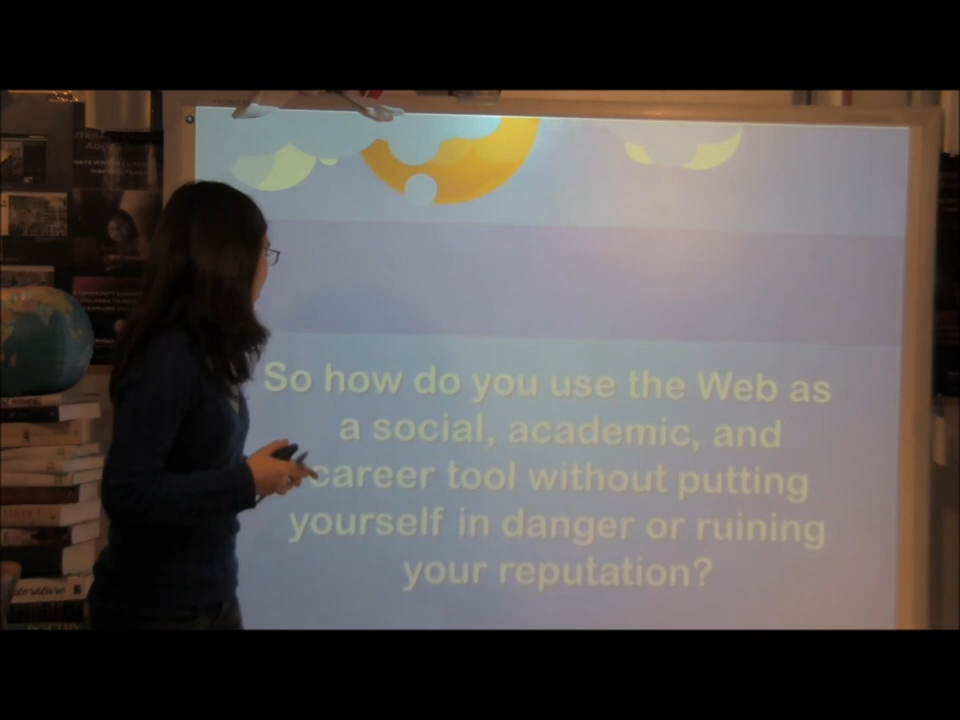 So how do you use the Web as
a social, academic, and
career tool without putting
yourself in danger or ruining
your reputation?